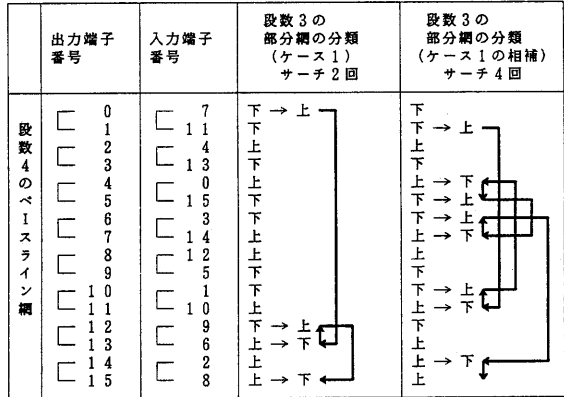 段数4のベースライン網
出力端子番号
入力端子番号
段数3の部分網の分類
(ケース1)
サーチ2回
段数3の部分網の分類
(ケース1の相補)
サーチ4回
0 7 下 → 上 下
1 11 下 下 → 上
2 4 上 上
3 13 下 下
4 0 上 上 → 下
5 15 下 下 → 上
6 3 下 下 → 上
7 14 上 上 → 下
8 12 上 上
9 5 下 下
10 1 下 下 → 上
11 10 上 上 → 下
12 9 下 → 上 下
13 6 上 → 下 上
14 2 上 上 → 下
15 8 上 → 下 上